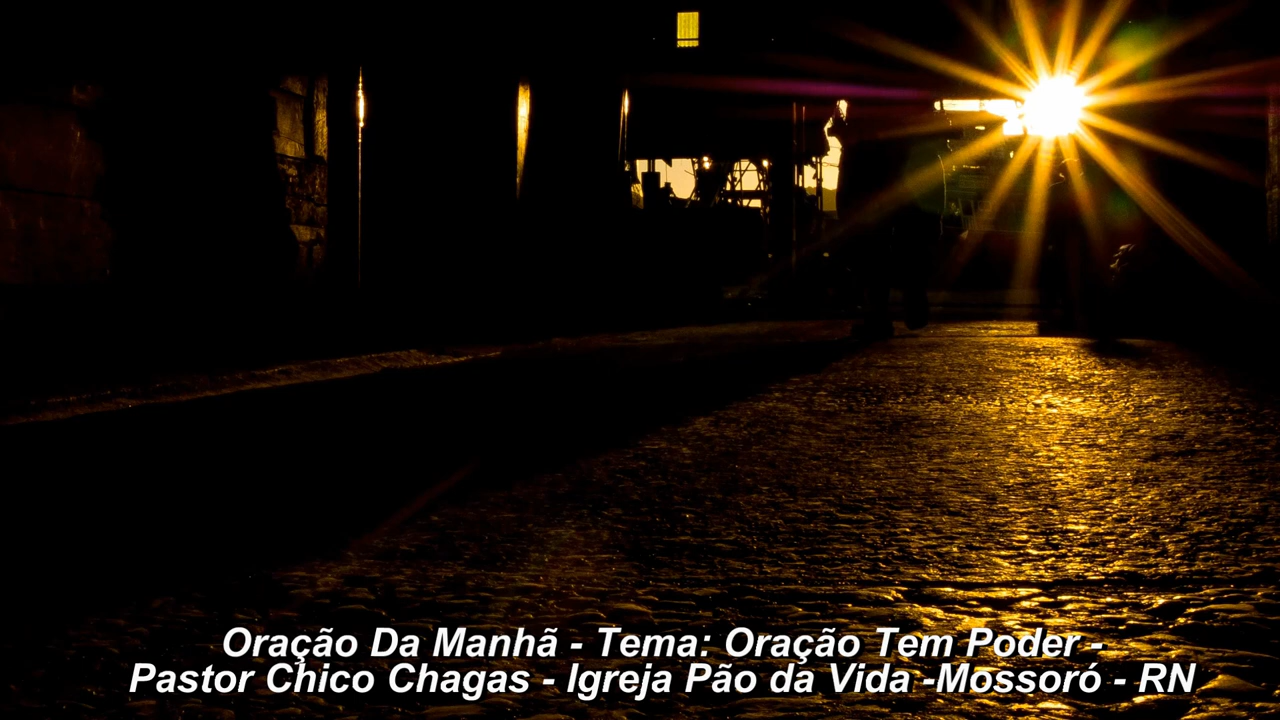 Oração Da Manhã - Tema: Oração Tem Poder -
Pastor Chico Chagas - Igreja Pão da Vida -Mossoró - RN